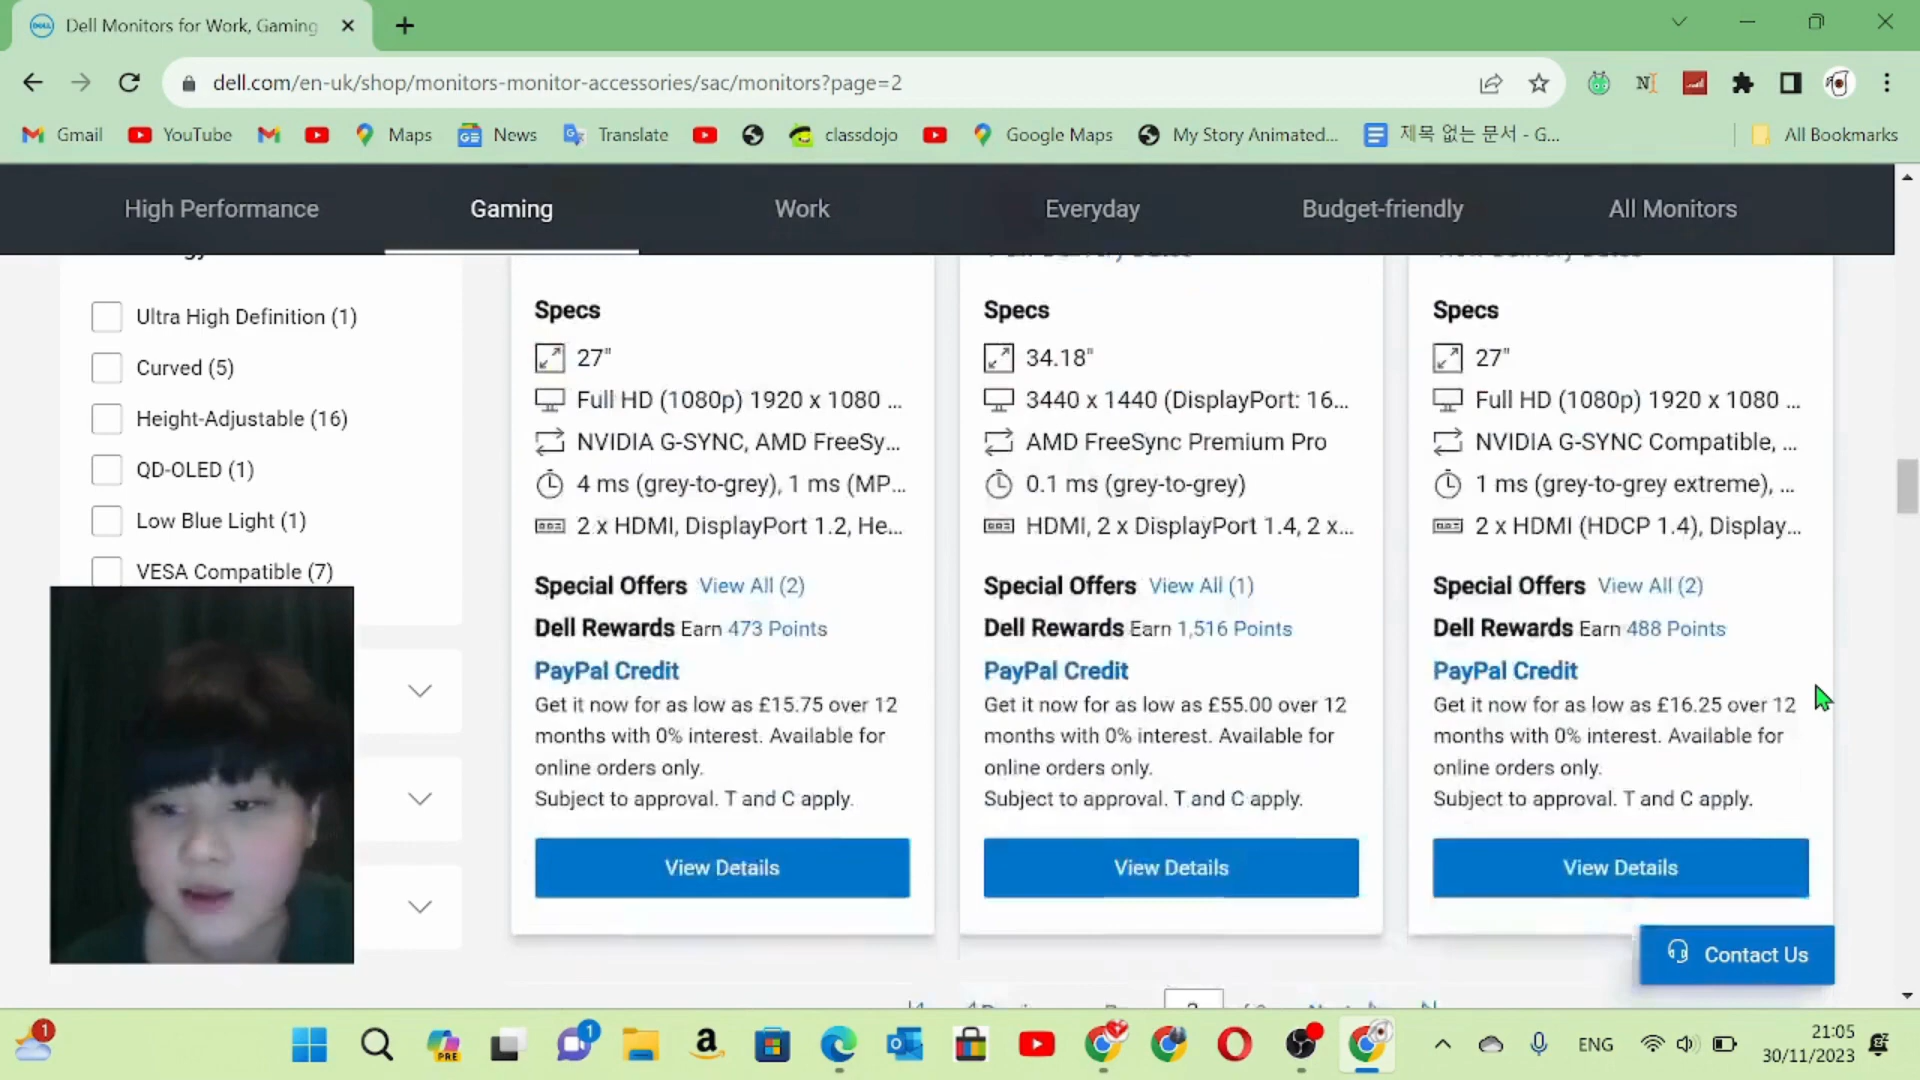 Dell Monitors for Work, Gaming
dell.com/en-uk/shop/monitors-monitor-accessories/sac/monitors?page=2
Gmail YouTube Maps News Translate classdojo Google Maps My Story Animated... 제목 없는 문서 - G... All Bookmarks
High Performance Gaming Work Everyday Budget-friendly All Monitors
Ultra High Definition (1)
Curved (5)
Height-Adjustable (16)
QD-OLED (1)
Low Blue Light (1)
VESA Compatible (7)
Specs
27"
Full HD (1080p) 1920 x 1080 ...
NVIDIA G-SYNC, AMD FreeSy...
4 ms (grey-to-grey), 1 ms (MP...
2 x HDMI, DisplayPort 1.2, He...
Special Offers View All (2)
Dell Rewards Earn 473 Points
PayPal Credit
Get it now for as low as £15.75 over 12
months with 0% interest. Available for
online orders only.
Subject to approval. T and C apply.
View Details
Specs
34.18"
3440 x 1440 (DisplayPort: 16...
AMD FreeSync Premium Pro
0.1 ms (grey-to-grey)
HDMI, 2 x DisplayPort 1.4, 2 x...
Special Offers View All (1)
Dell Rewards Earn 1,516 Points
PayPal Credit
Get it now for as low as £55.00 over 12
months with 0% interest. Available for
online orders only.
Subject to approval. T and C apply.
View Details
Specs
27"
Full HD (1080p) 1920 x 1080 ...
NVIDIA G-SYNC Compatible, ...
1 ms (grey-to-grey extreme), ...
2 x HDMI (HDCP 1.4), Display...
Special Offers View All (2)
Dell Rewards Earn 488 Points
PayPal Credit
Get it now for as low as £16.25 over 12
months with 0% interest. Available for
online orders only.
Subject to approval. T and C apply.
View Details
Contact Us
1 PRE 1 ENG 21:05
30/11/2023